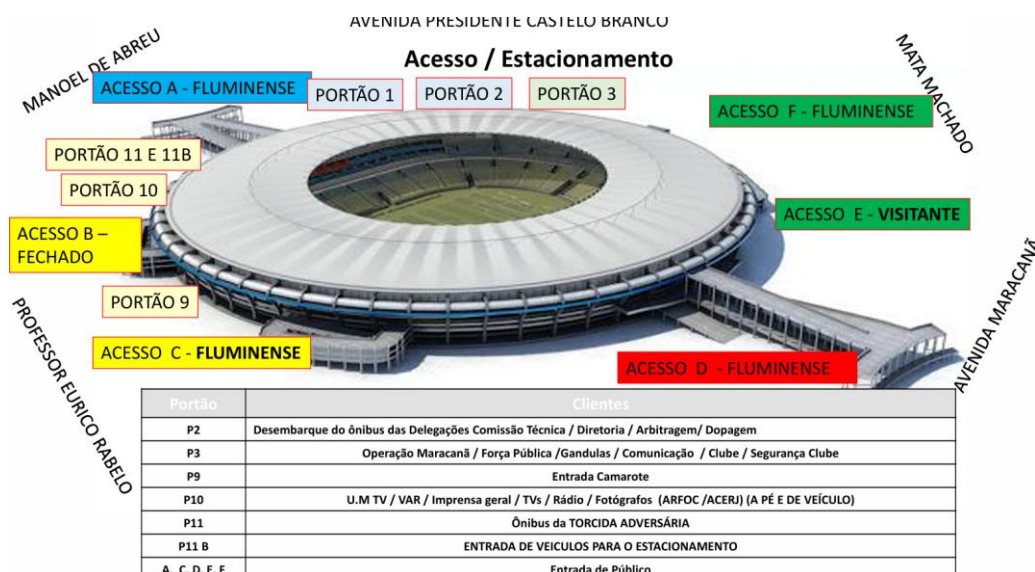 AVENIDA PRESIDENTE CASTELO BRANCO
Acesso / Estacionamento
MANOEL DE ABREU
MATA MACHADO
ACESSO A - FLUMINENSE
PORTÃO 1
PORTÃO 2
PORTÃO 3
ACESSO F - FLUMINENSE
PORTÃO 11 E 11B
PORTÃO 10
ACESSO E - VISITANTE
ACESSO B –
FECHADO
PORTÃO 9
PROFESSOR EURICO RABELO
AVENIDA MARACANÃ
ACESSO C - FLUMINENSE
ACESSO D - FLUMINENSE
Portão Clientes
P2 Desembarque do ônibus das Delegações Comissão Técnica / Diretoria / Arbitragem/ Dopagem
P3 Operação Maracanã / Força Pública /Gandulas / Comunicação / Clube / Segurança Clube
P9 Entrada Camarote
P10 U.M TV / VAR / Imprensa geral / TVs / Rádio / Fotógrafos (ARFOC /ACERJ) (A PÉ E DE VEÍCULO)
P11 Ônibus da TORCIDA ADVERSÁRIA
P11 B ENTRADA DE VEICULOS PARA O ESTACIONAMENTO
A, C, D, E, F Entrada de Público